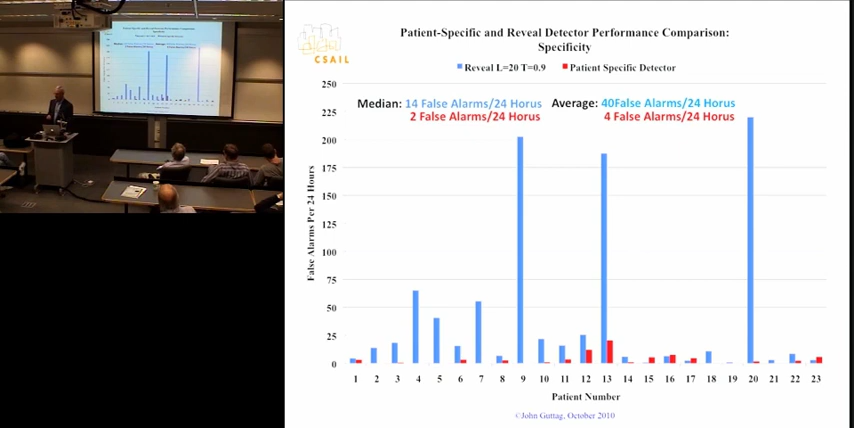 CSAIL
Patient-Specific and Reveal Detector Performance Comparison:
Specificity
Reveal L=20 T=0.9 Patient Specific Detector
Median: 14 False Alarms/24 Horus Average: 40False Alarms/24 Horus
2 False Alarms/24 Horus 4 False Alarms/24 Horus
False Alarms Per 24 Hours
250
225
200
175
150
125
100
75
50
25
0
1 2 3 4 5 6 7 8 9 10 11 12 13 14 15 16 17 18 19 20 21 22 23
Patient Number
©John Guttag, October 2010